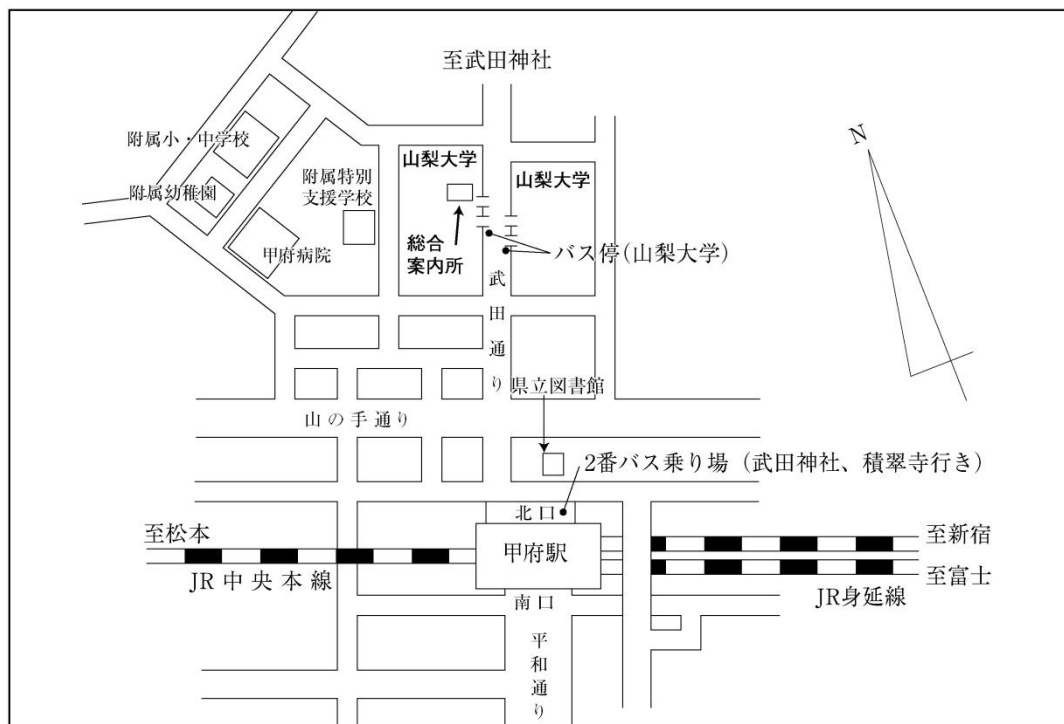 至武田神社
N
附属小・中学校
山梨大学
附属特別
支援学校
山梨大学
附属幼稚園
総合
案内所
甲府病院
バス停(山梨大学)
武田通り
県立図書館
山の手通り
2番バス乗り場（武田神社、積翠寺行き）
北口
至松本
甲府駅
至新宿
JR中央本線
至富士
南口
JR身延線
平和通り